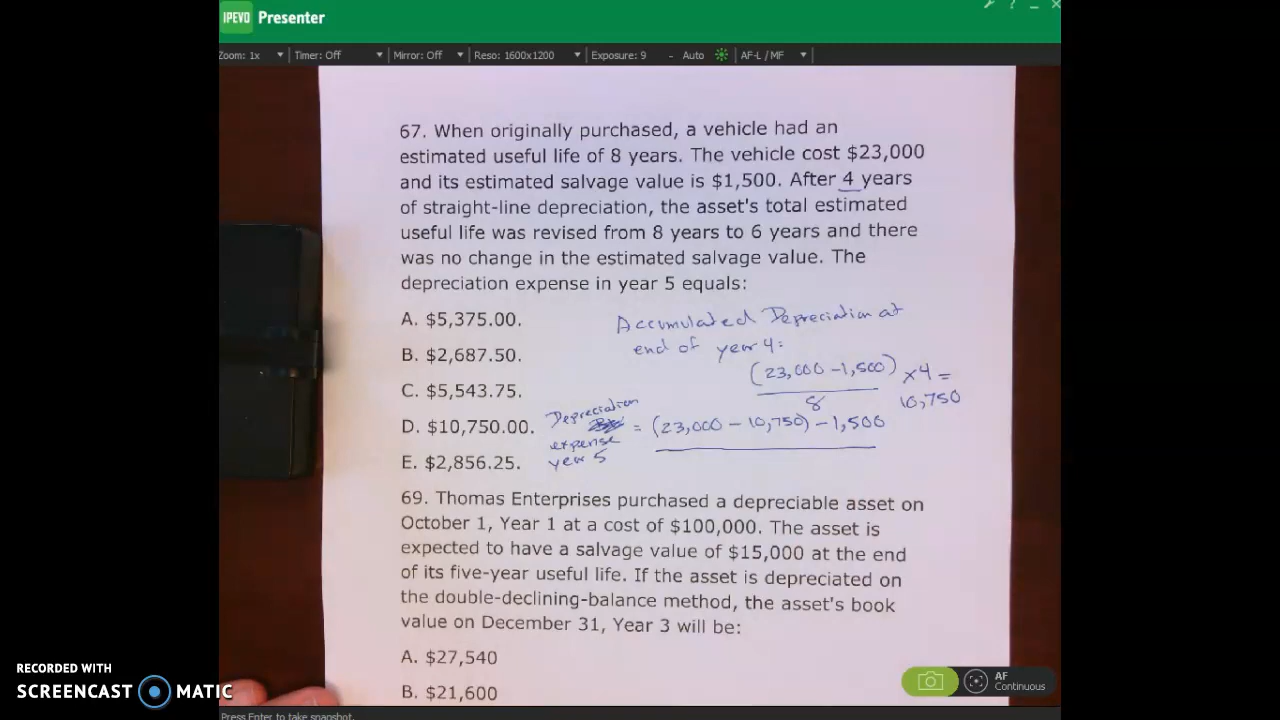 IPEVO Presenter
Zoom: 1x Timer: Off Mirror: Off Reso: 1600x1200 Exposure: 9 - Auto AF-L / MF
67. When originally purchased, a vehicle had an
estimated useful life of 8 years. The vehicle cost $23,000
and its estimated salvage value is $1,500. After 4 years
of straight-line depreciation, the asset's total estimated
useful life was revised from 8 years to 6 years and there
was no change in the estimated salvage value. The
depreciation expense in year 5 equals:
A. $5,375.00.
B. $2,687.50.
C. $5,543.75.
D. $10,750.00.
E. $2,856.25.
Accumulated Depreciation at
end of year 4:
(23,000 - 1,500) x4 =
8 10,750
Depreciation
= (23,000 - 10,750) - 1,500
expense
year 5
69. Thomas Enterprises purchased a depreciable asset on
October 1, Year 1 at a cost of $100,000. The asset is
expected to have a salvage value of $15,000 at the end
of its five-year useful life. If the asset is depreciated on
the double-declining-balance method, the asset's book
value on December 31, Year 3 will be:
A. $27,540
B. $21,600
AF
Continuous
RECORDED WITH
SCREENCAST MATIC
Press Enter to take snapshot.